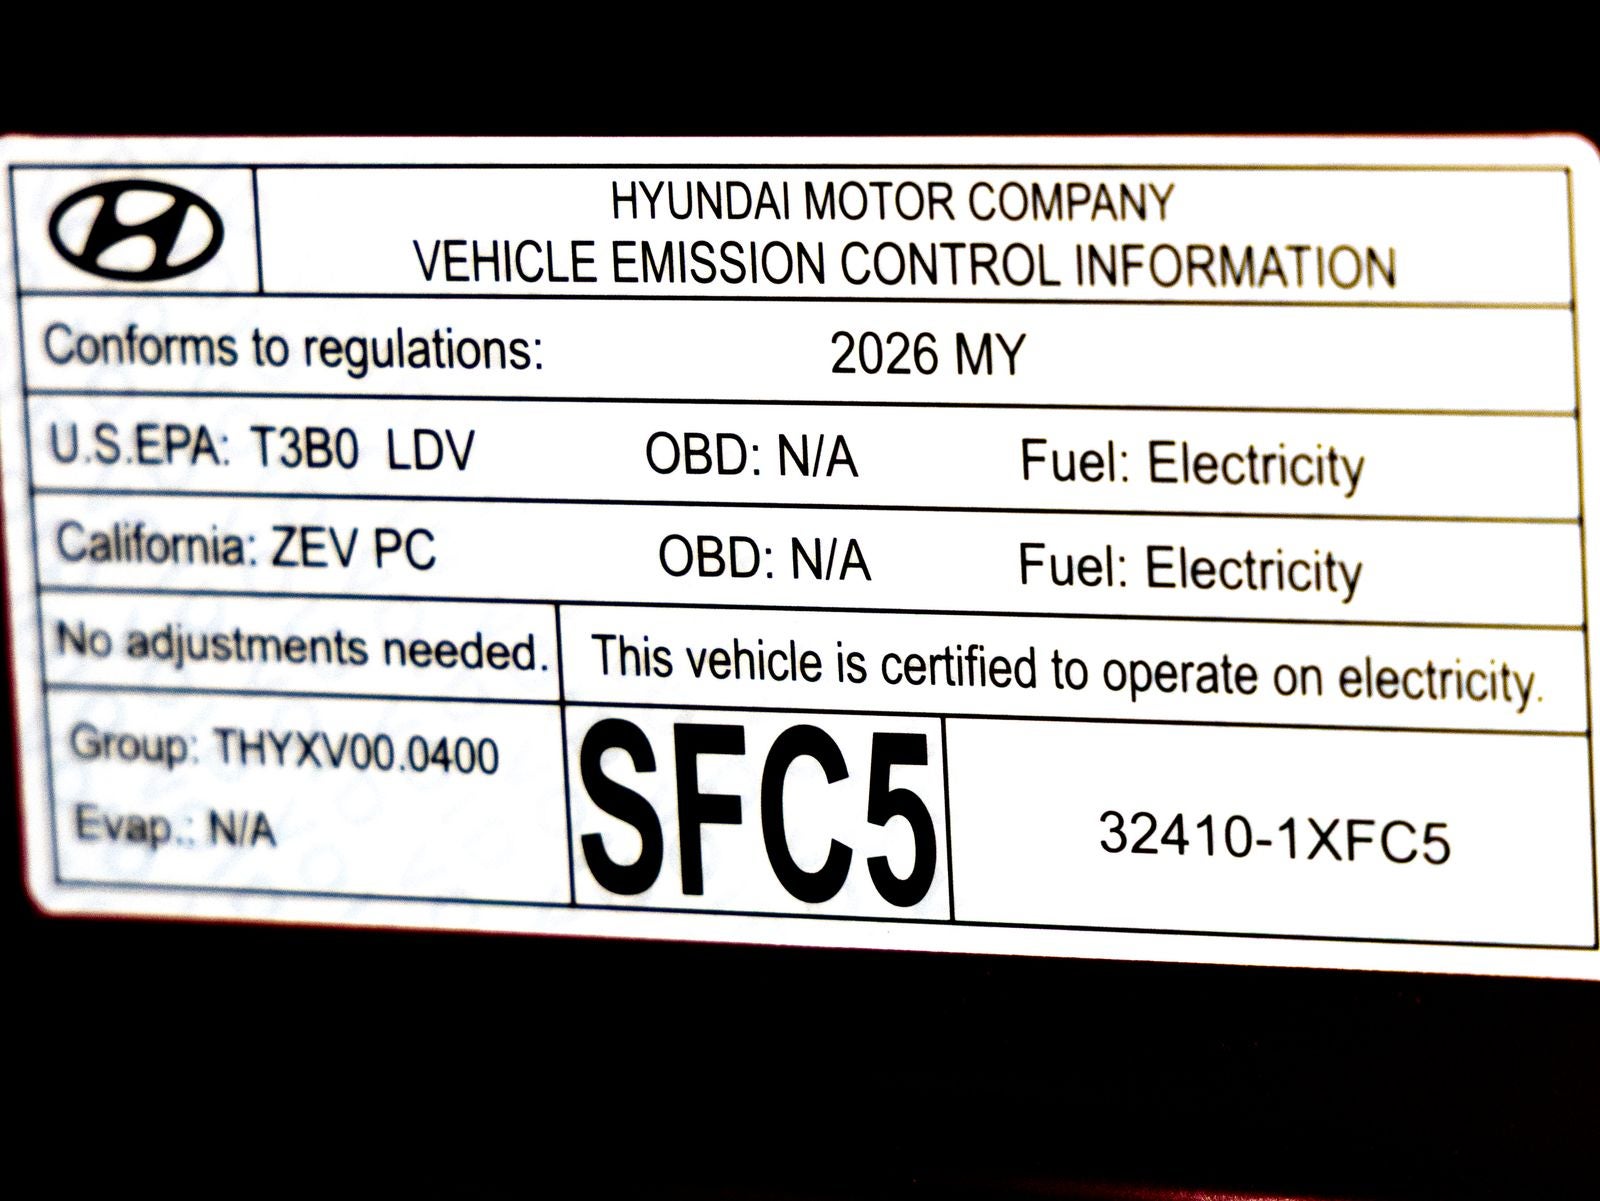 HYUNDAI MOTOR COMPANY
VEHICLE EMISSION CONTROL INFORMATION
Conforms to regulations: 2026 MY
U.S.EPA: T3B0 LDV OBD: N/A Fuel: Electricity
California: ZEV PC OBD: N/A Fuel: Electricity
No adjustments needed. This vehicle is certified to operate on electricity.
Group: THYXV00.0400
Evap.: N/A
SFC5
32410-1XFC5